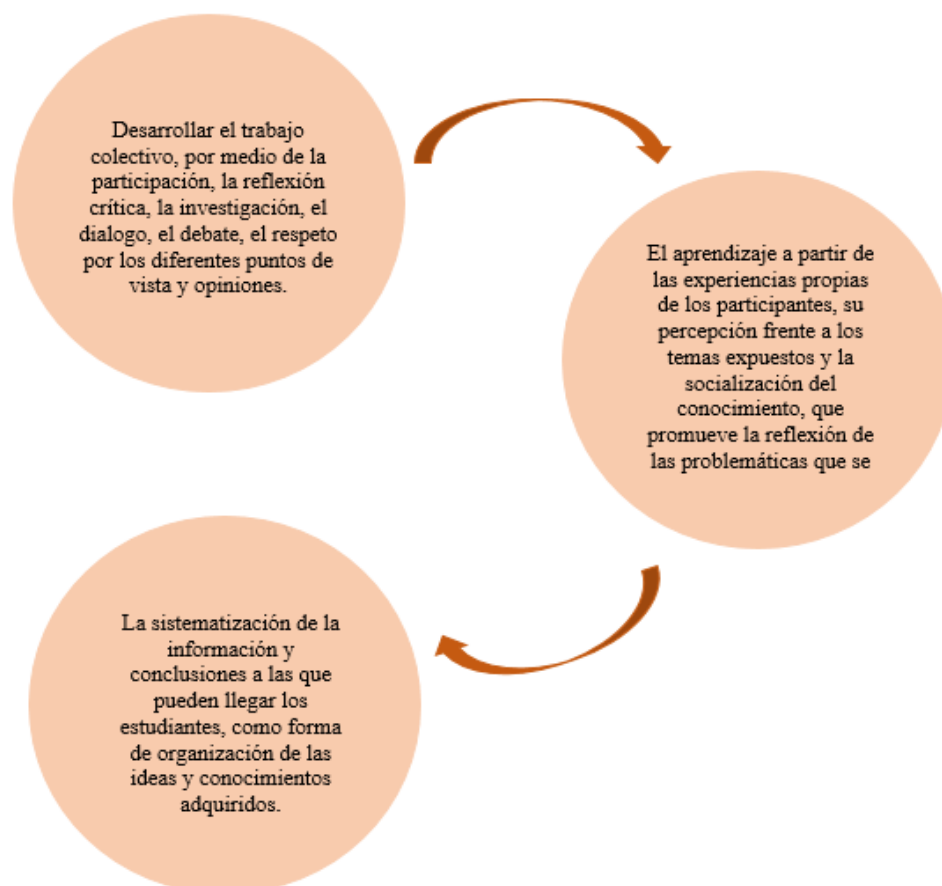 Desarrollar el trabajo
colectivo, por medio de la
participación, la reflexión
crítica, la investigación, el
dialogo, el debate, el respeto
por los diferentes puntos de
vista y opiniones.
El aprendizaje a partir de
las experiencias propias
de los participantes, su
percepción frente a los
temas expuestos y la
socialización del
conocimiento, que
promueve la reflexión de
las problemáticas que se
La sistematización de la
información y
conclusiones a las que
pueden llegar los
estudiantes, como forma
de organización de las
ideas y conocimientos
adquiridos.